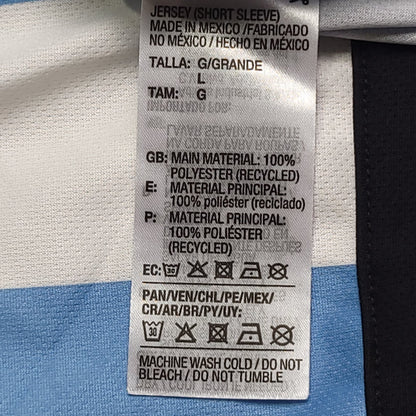 JERSEY (SHORT SLEEVE)
MADE IN MEXICO /FABRICADO
NO MÉXICO / HECHO EN MÉXICO
TALLA: G/GRANDE
L
TAM: G
GB: MAIN MATERIAL: 100%
POLYESTER (RECYCLED)
E: MATERIAL PRINCIPAL:
100% poliéster (reciclado)
P: MATERIAL PRINCIPAL:
100% POLIÉSTER
(RECYCLED)
EC:
PAN/VEN/CHL/PE/MEX/
CR/AR/BR/PY/UY:
30
MACHINE WASH COLD / DO NOT
BLEACH / DO NOT TUMBLE